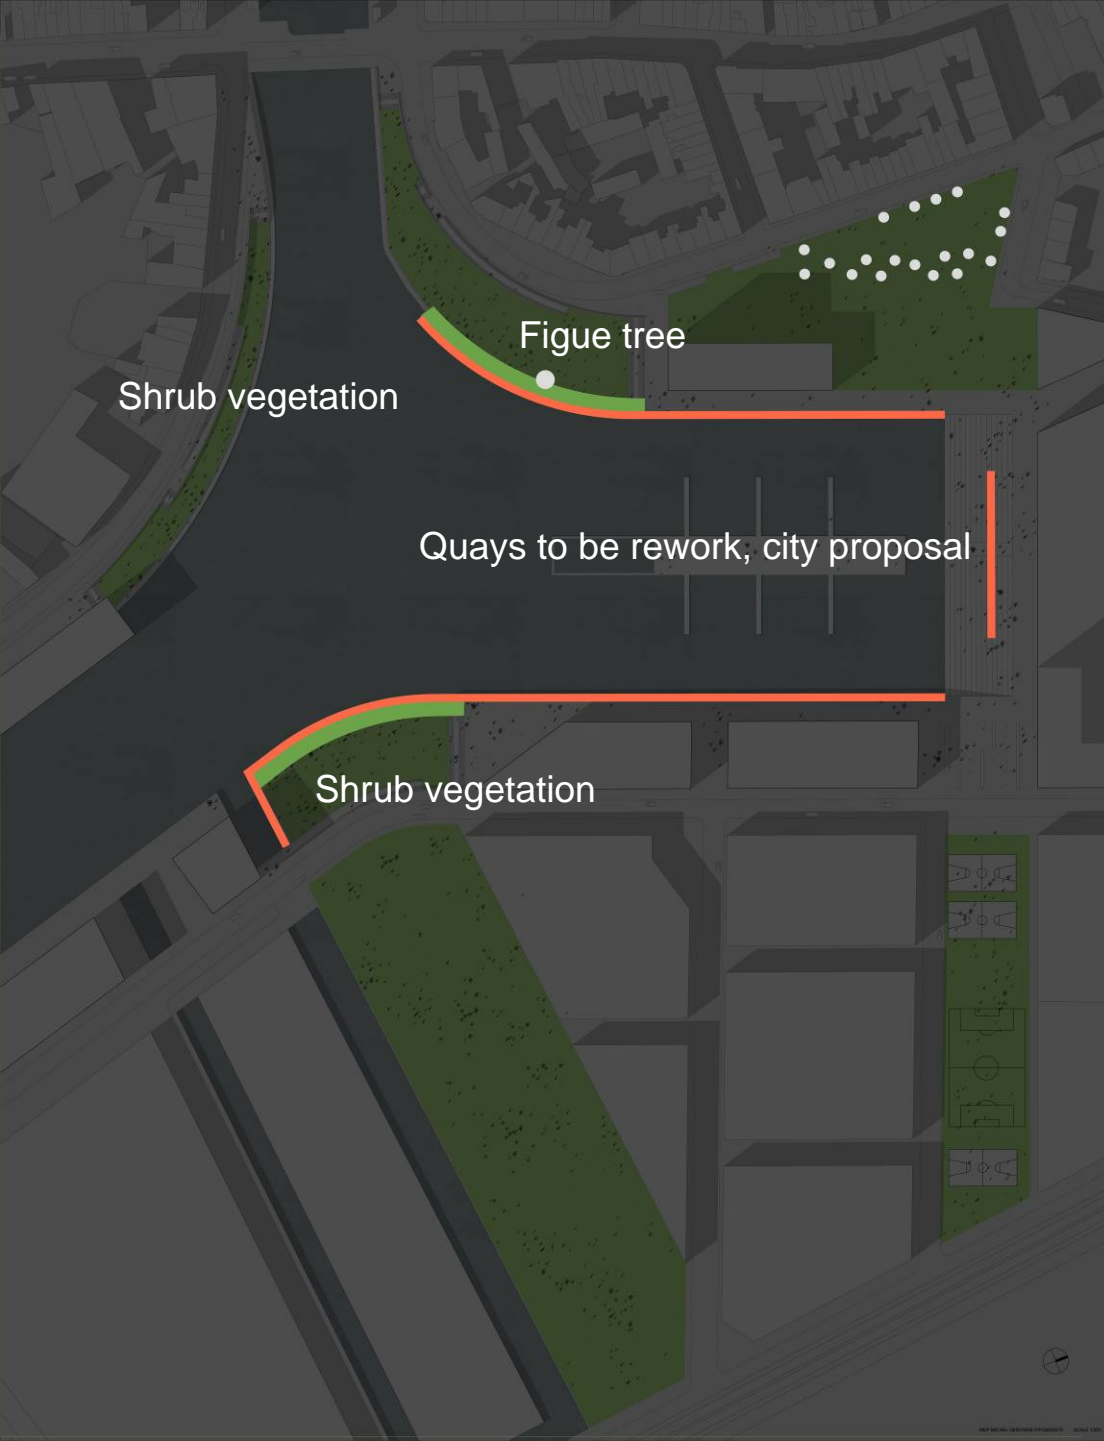 Figue tree
Shrub vegetation
Quays to be rework, city proposal
Shrub vegetation